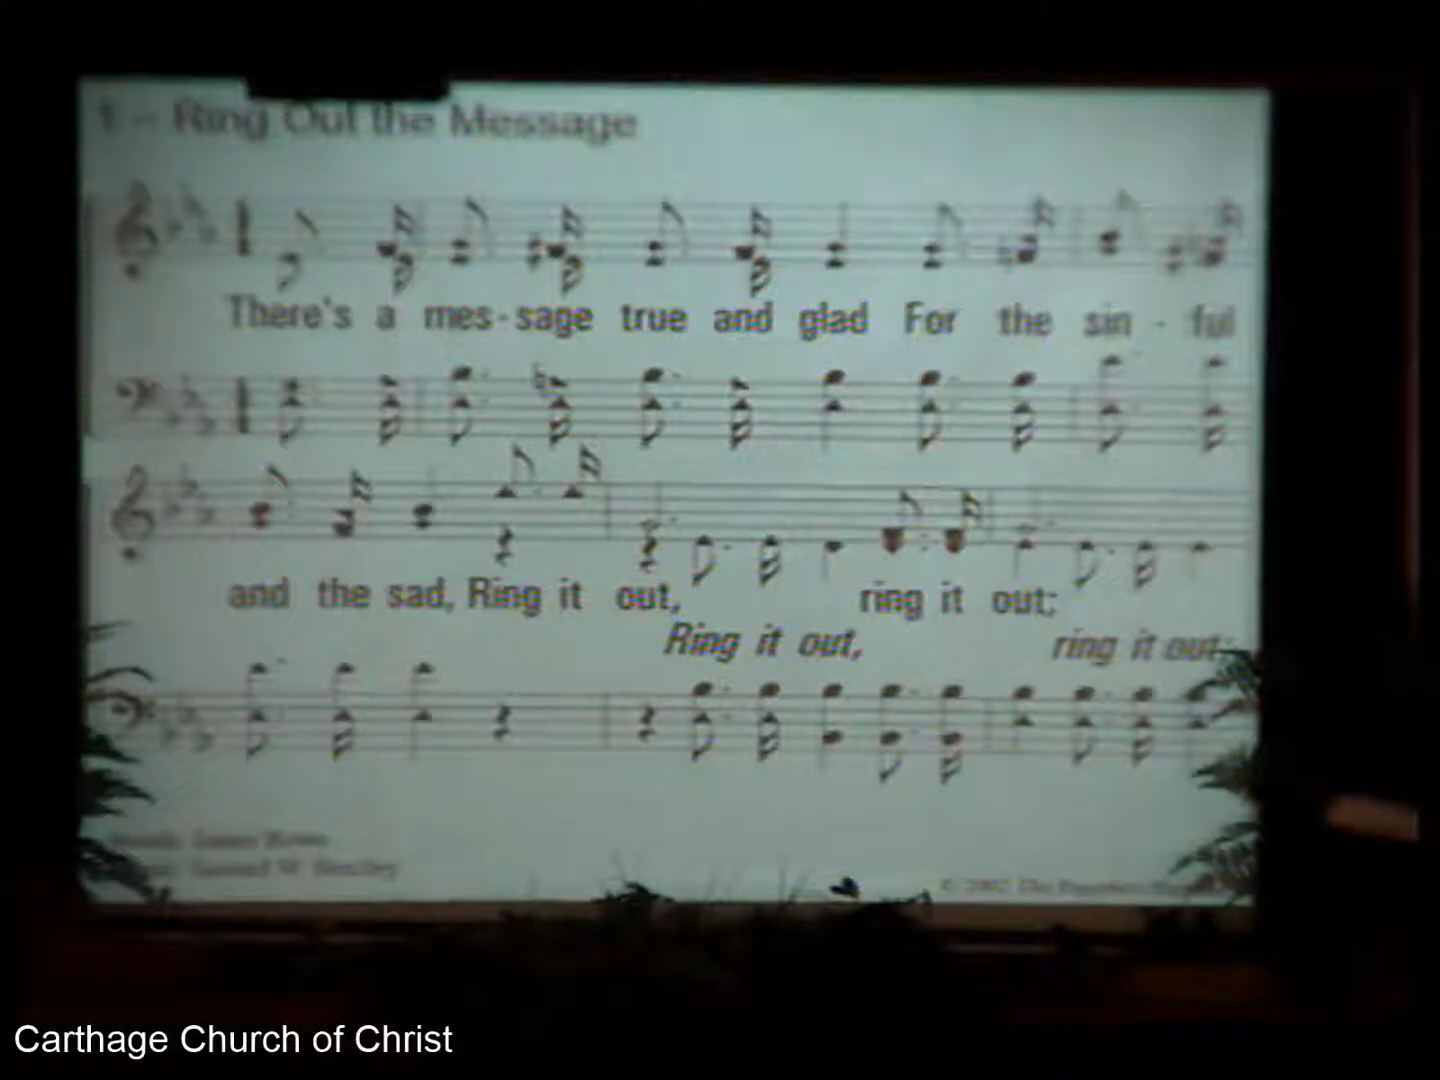 1 - Ring Out the Message
There's a mes - sage true and glad For the sin - ful
and the sad, Ring it out, ring it out;
Ring it out, ring it out;
Carthage Church of Christ